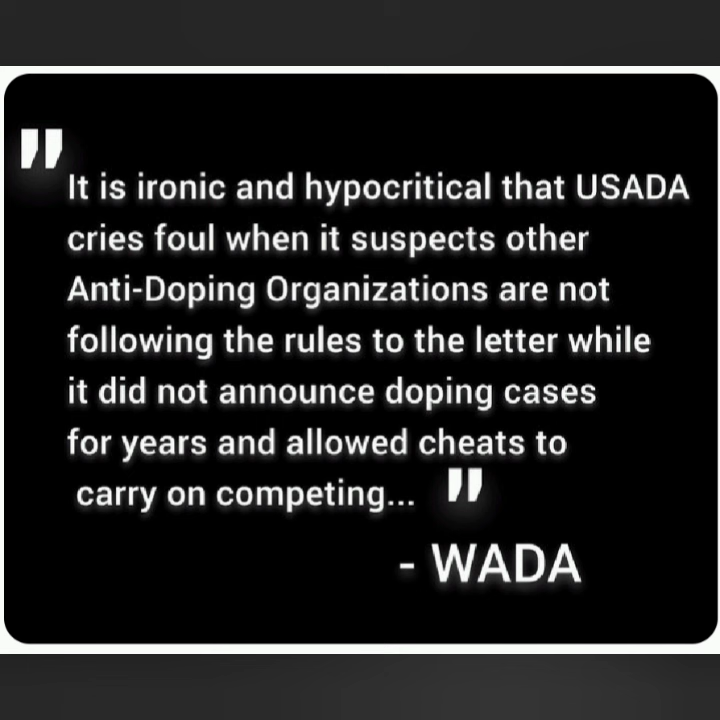 "It is ironic and hypocritical that USADA
cries foul when it suspects other
Anti-Doping Organizations are not
following the rules to the letter while
it did not announce doping cases
for years and allowed cheats to
carry on competing... "
- WADA